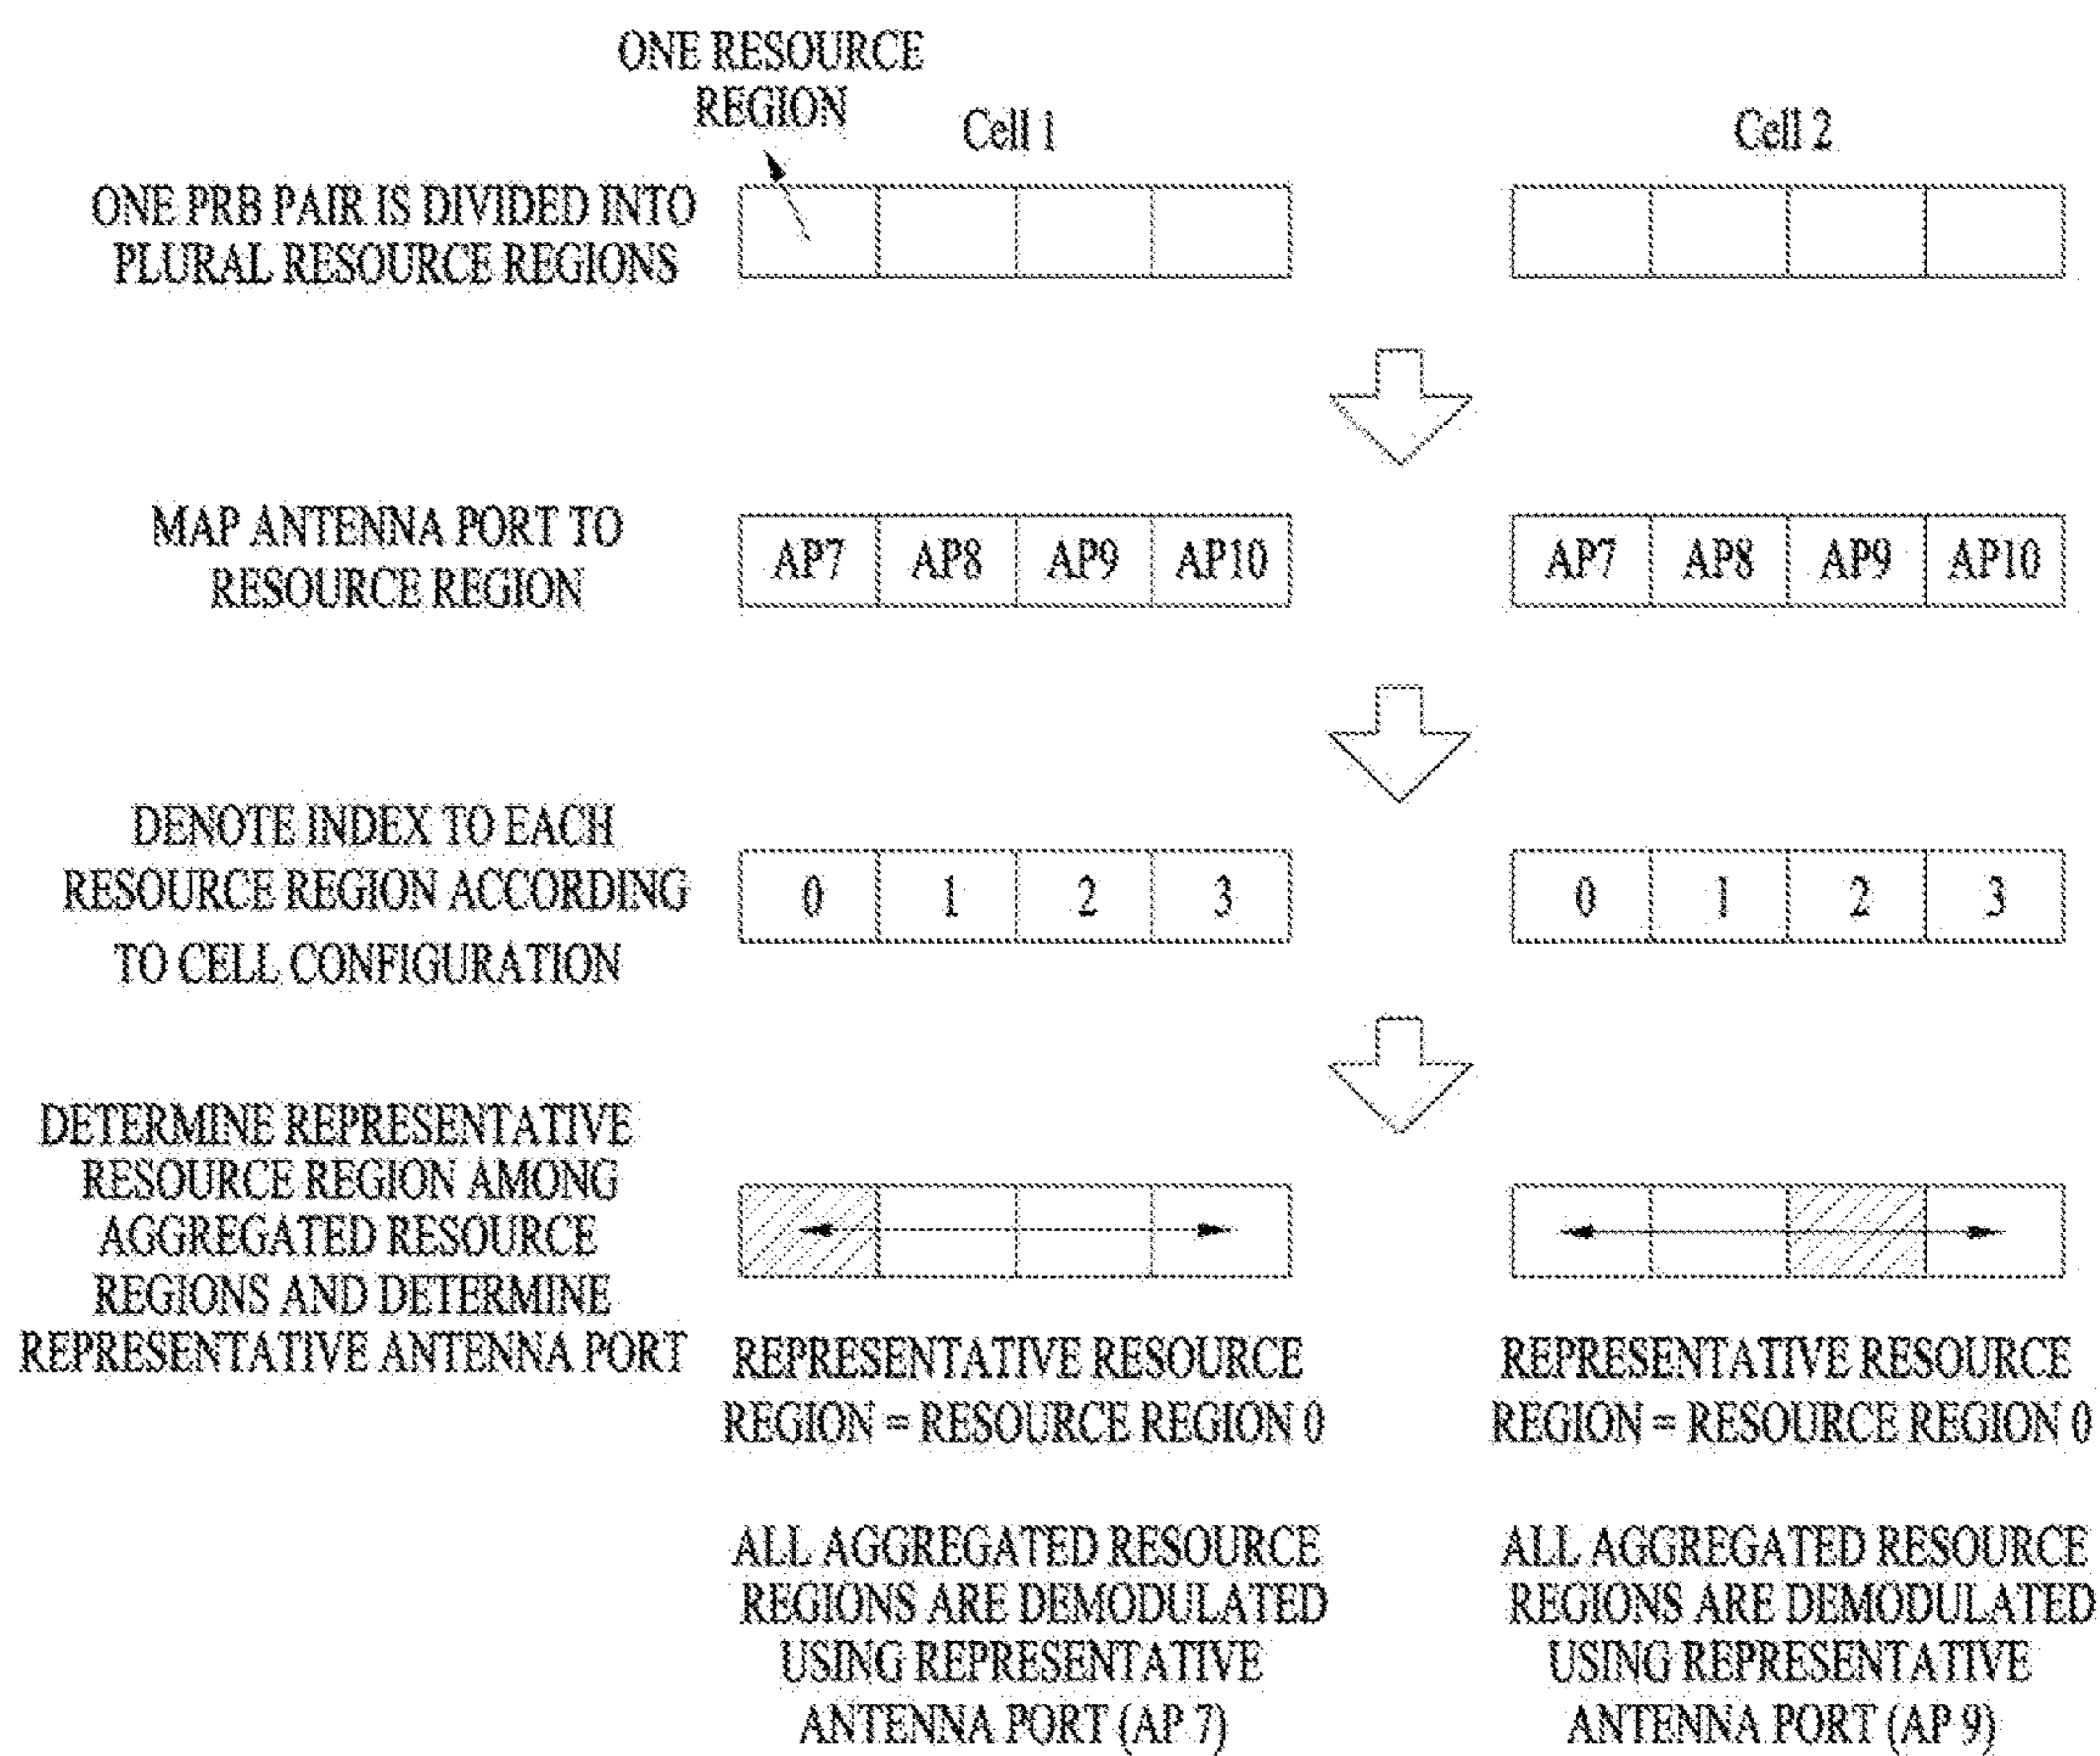 ONE RESOURCE
REGION
Cell 1
Cell 2
ONE PRB PAIR IS DIVIDED INTO
PLURAL RESOURCE REGIONS
MAP ANTENNA PORT TO
RESOURCE REGION
AP7 AP8 AP9 AP10
AP7 AP8 AP9 AP10
DENOTE INDEX TO EACH
RESOURCE REGION ACCORDING
TO CELL CONFIGURATION
0 1 2 3
0 1 2 3
DETERMINE REPRESENTATIVE
RESOURCE REGION AMONG
AGGREGATED RESOURCE
REGIONS AND DETERMINE
REPRESENTATIVE ANTENNA PORT
REPRESENTATIVE RESOURCE
REGION = RESOURCE REGION 0
ALL AGGREGATED RESOURCE
REGIONS ARE DEMODULATED
USING REPRESENTATIVE
ANTENNA PORT (AP 7)
REPRESENTATIVE RESOURCE
REGION = RESOURCE REGION 0
ALL AGGREGATED RESOURCE
REGIONS ARE DEMODULATED
USING REPRESENTATIVE
ANTENNA PORT (AP 9)